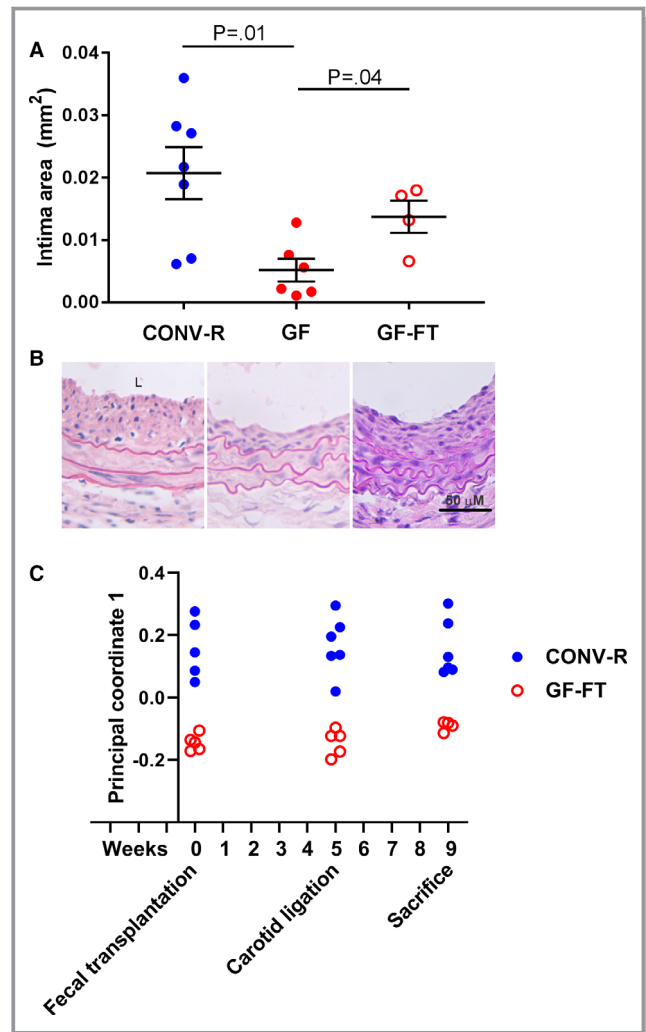 A
P=.01
P=.04
Intima area (mm²)
0.04
0.03
0.02
0.01
0.00
CONV-R GF GF-FT
B
L
50 µM
C
Principal coordinate 1
0.4
0.2
0.0
-0.2
CONV-R
GF-FT
Weeks 0 1 2 3 4 5 6 7 8 9
Fecal transplantation
Carotid ligation
Sacrifice